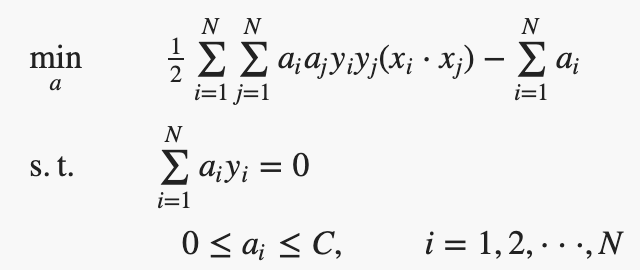 min_a   1/2 ∑_{i=1}^{N} ∑_{j=1}^{N} a_i a_j y_i y_j (x_i · x_j) − ∑_{i=1}^{N} a_i
s. t.   ∑_{i=1}^{N} a_i y_i = 0
0 ≤ a_i ≤ C,   i = 1, 2, · · ·, N